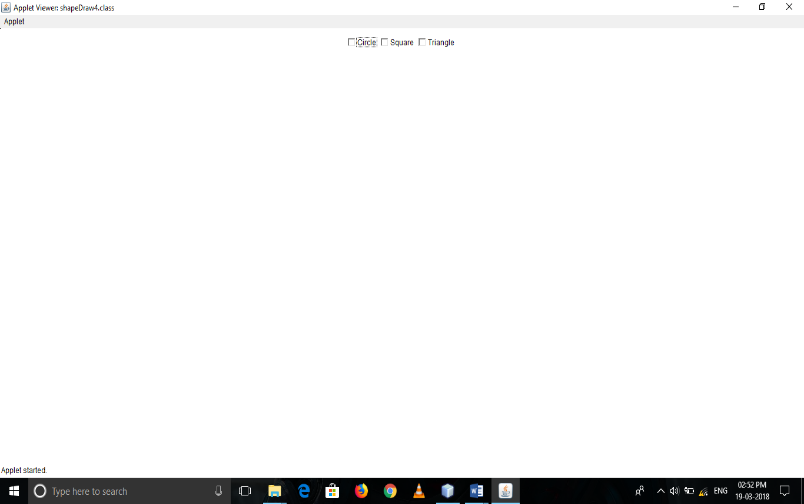 Applet Viewer: shapeDraw4.class
Applet
Circle Square Triangle
Applet started.
Type here to search
ENG
02:52 PM
19-03-2018